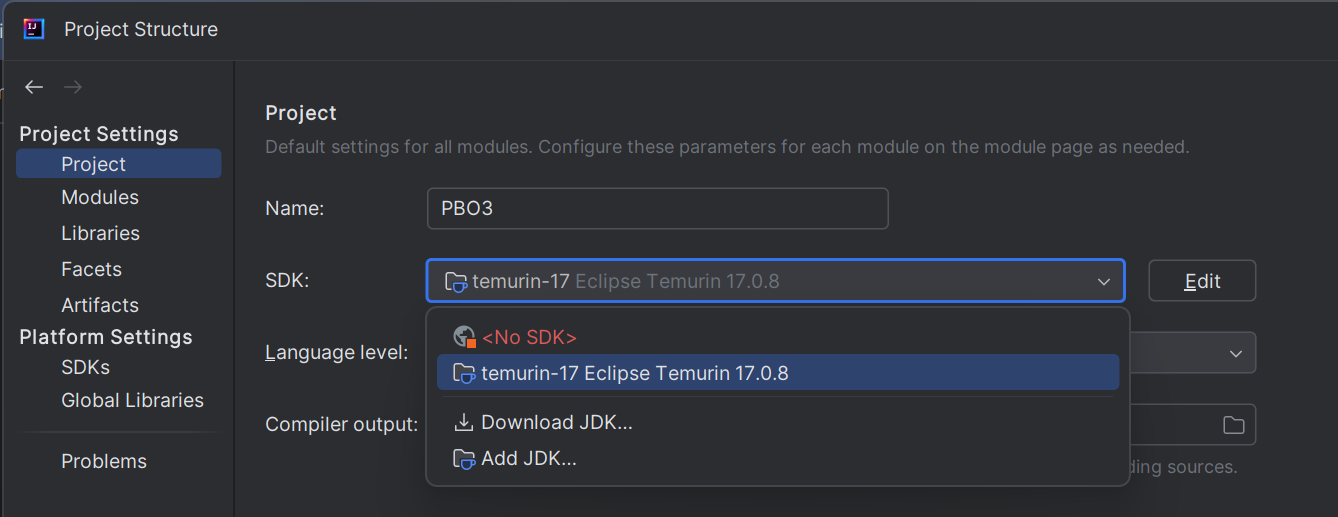 Project Structure
Project Settings
Project
Modules
Libraries
Facets
Artifacts
Platform Settings
SDKs
Global Libraries
Problems
Project
Default settings for all modules. Configure these parameters for each module on the module page as needed.
Name: PBO3
SDK: temurin-17 Eclipse Temurin 17.0.8 Edit
<No SDK>
Language level:
temurin-17 Eclipse Temurin 17.0.8
Download JDK...
Compiler output:
Add JDK...
sources.